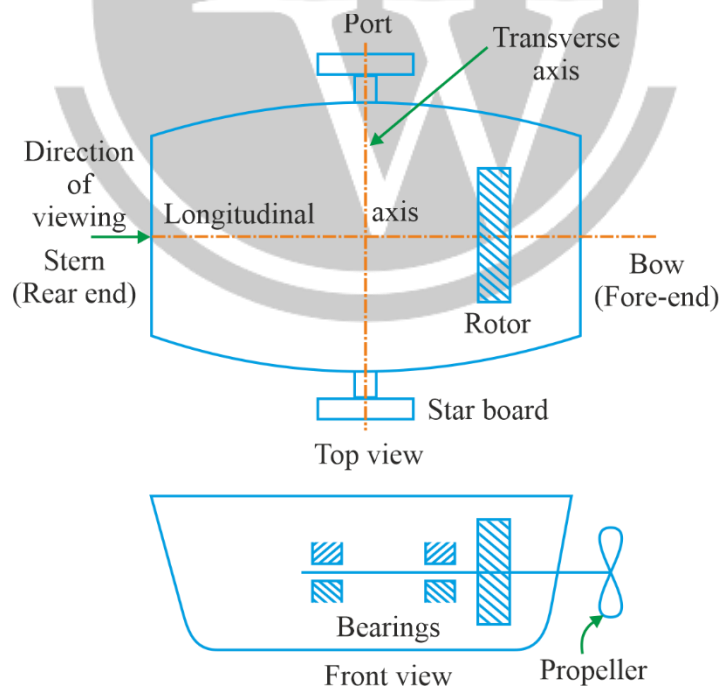 Port
Transverse
axis
Direction
of
viewing
Longitudinal axis
Stern
(Rear end)
Bow
(Fore-end)
Rotor
Star board
Top view
Bearings
Front view
Propeller